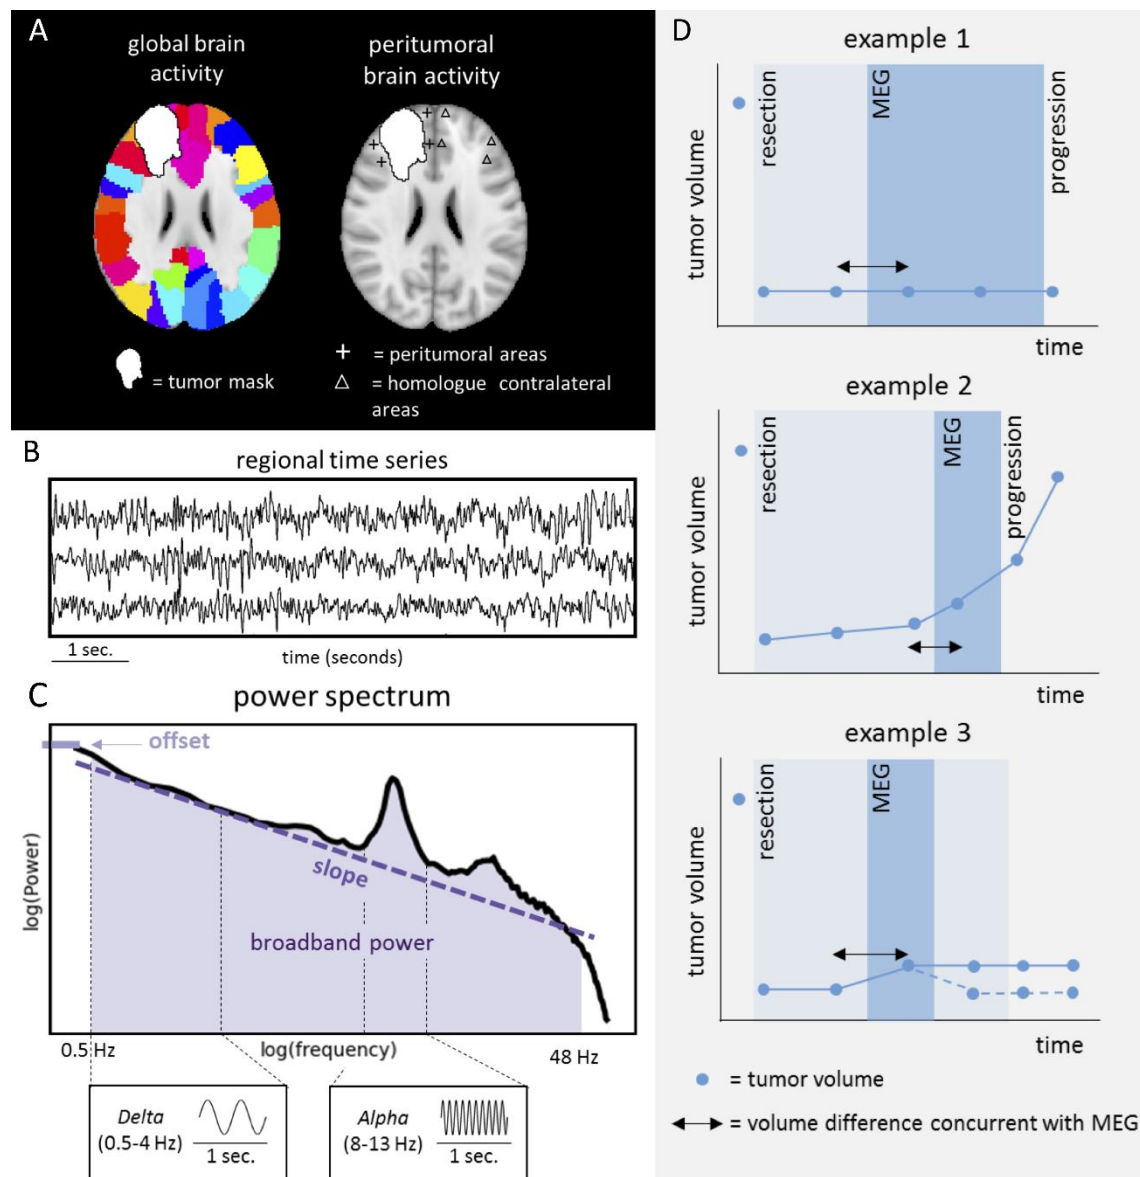 A
global brain
activity
peritumoral
brain activity
+ + Δ
+ + Δ Δ
+ Δ
= tumor mask
+ = peritumoral areas
Δ = homologue contralateral
areas
B
regional time series
1 sec.
time (seconds)
C
power spectrum
offset
slope
broadband power
log(Power)
0.5 Hz
log(frequency)
48 Hz
Delta
(0.5-4 Hz)
1 sec.
Alpha
(8-13 Hz)
1 sec.
D
example 1
tumor volume
resection
MEG
progression
time
example 2
tumor volume
resection
MEG
progression
time
example 3
tumor volume
resection
MEG
time
= tumor volume
= volume difference concurrent with MEG